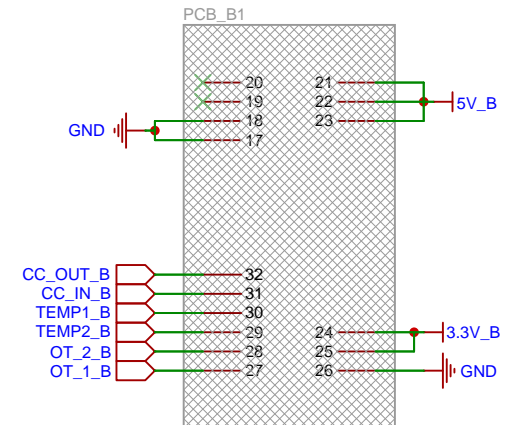 PCB_B1
20 21
19 22 5V_B
18 23
GND 17
CC_OUT_B 32
CC_IN_B 31
TEMP1_B 30
TEMP2_B 29 24 3.3V_B
OT_2_B 28 25
OT_1_B 27 26 GND